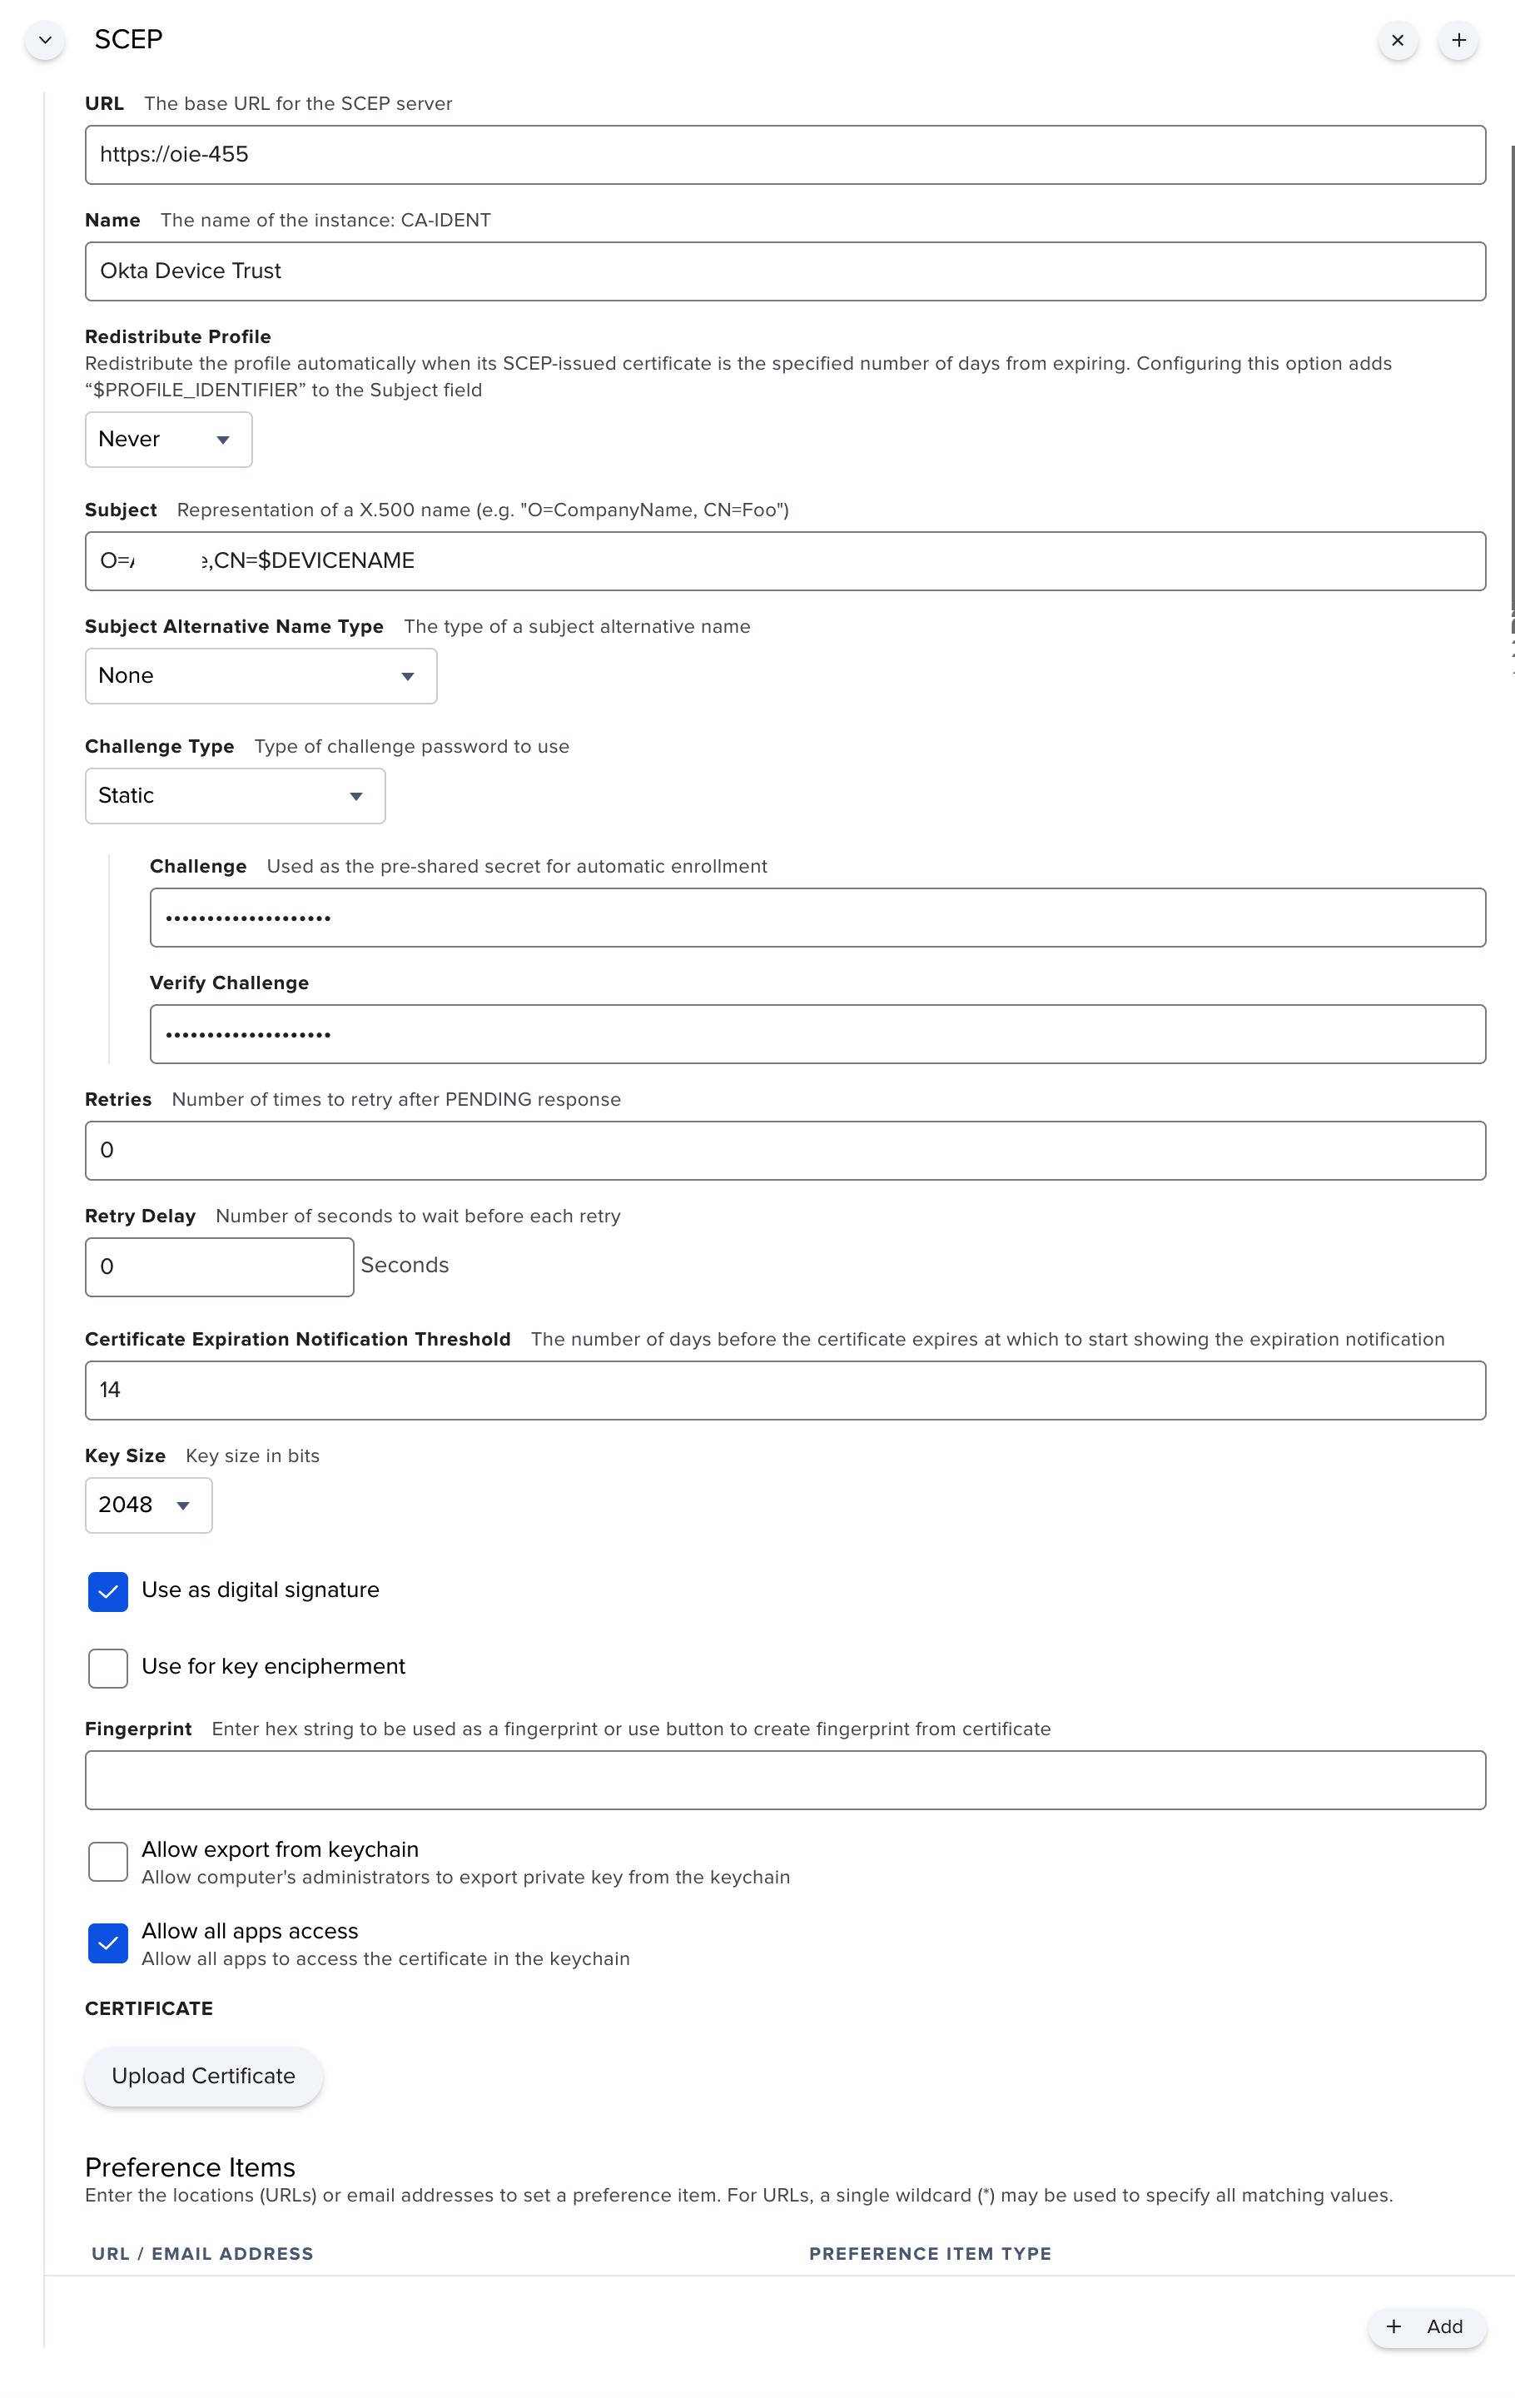 SCEP
URL The base URL for the SCEP server
https://oie-455
Name The name of the instance: CA-IDENT
Okta Device Trust
Redistribute Profile
Redistribute the profile automatically when its SCEP-issued certificate is the specified number of days from expiring. Configuring this option adds
“$PROFILE_IDENTIFIER” to the Subject field
Never
Subject Representation of a X.500 name (e.g. "O=CompanyName, CN=Foo")
O= ,CN=$DEVICENAME
Subject Alternative Name Type The type of a subject alternative name
None
Challenge Type Type of challenge password to use
Static
Challenge Used as the pre-shared secret for automatic enrollment
••••••••••••••••••••
Verify Challenge
••••••••••••••••••••
Retries Number of times to retry after PENDING response
0
Retry Delay Number of seconds to wait before each retry
0 Seconds
Certificate Expiration Notification Threshold The number of days before the certificate expires at which to start showing the expiration notification
14
Key Size Key size in bits
2048
Use as digital signature
Use for key encipherment
Fingerprint Enter hex string to be used as a fingerprint or use button to create fingerprint from certificate
Allow export from keychain
Allow computer's administrators to export private key from the keychain
Allow all apps access
Allow all apps to access the certificate in the keychain
CERTIFICATE
Upload Certificate
Preference Items
Enter the locations (URLs) or email addresses to set a preference item. For URLs, a single wildcard (*) may be used to specify all matching values.
URL / EMAIL ADDRESS PREFERENCE ITEM TYPE
+ Add